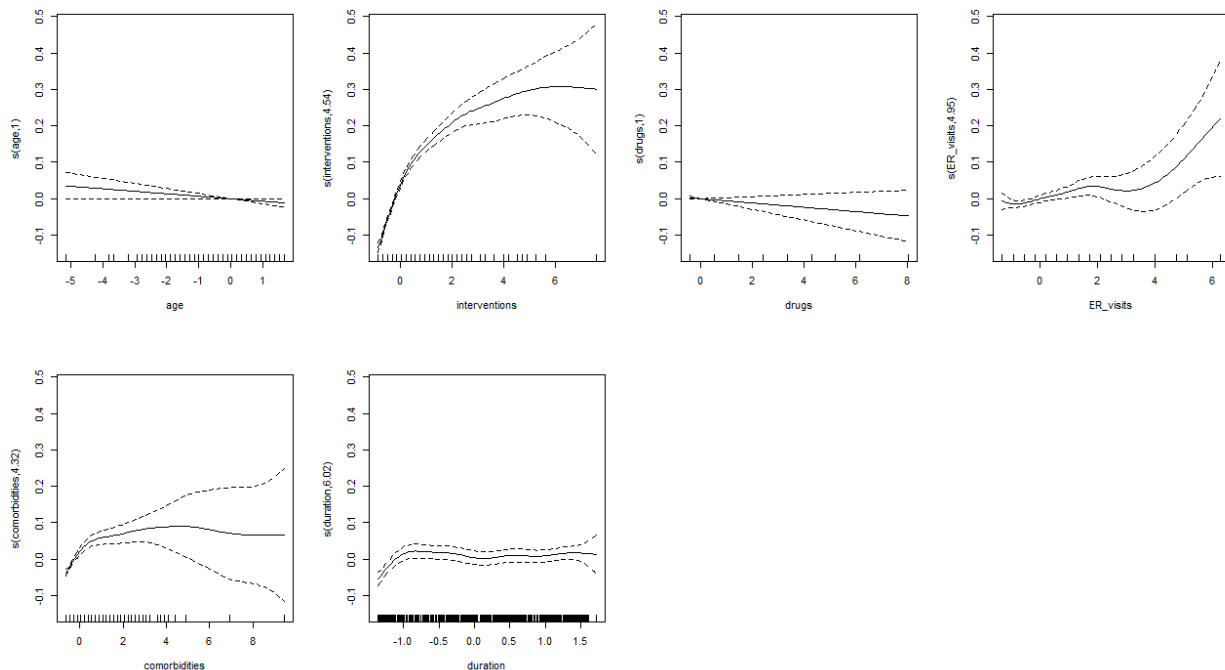 s(age,1)
0.5
0.4
0.3
0.2
0.1
0.0
-0.1
-5 -4 -3 -2 -1 0 1
age
s(interventions,4.54)
0.5
0.4
0.3
0.2
0.1
0.0
-0.1
0 2 4 6
interventions
s(drugs,1)
0.5
0.4
0.3
0.2
0.1
0.0
-0.1
0 2 4 6 8
drugs
s(ER_visits,4.95)
0.5
0.4
0.3
0.2
0.1
0.0
-0.1
0 2 4 6
ER_visits
s(comorbidities,4.32)
0.5
0.4
0.3
0.2
0.1
0.0
-0.1
0 2 4 6 8
comorbidities
s(duration,6.02)
0.5
0.4
0.3
0.2
0.1
0.0
-0.1
-1.0 -0.5 0.0 0.5 1.0 1.5
duration